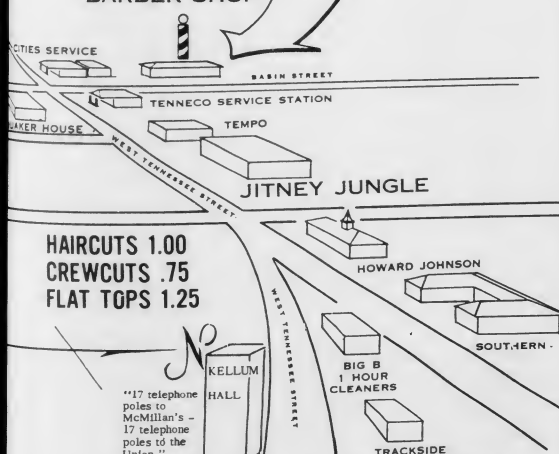 BARBER SHOP
CITIES SERVICE
BASIN STREET
TENNECO SERVICE STATION
HOUSE
TEMPO
WEST TENNESSEE STREET
JITNEY JUNGLE
HAIRCUTS 1.00
CREWCUTS .75
FLAT TOPS 1.25
HOWARD JOHNSON
SOUTHERN
WEST TENNESSEE STREET
N
KELLUM
HALL
BIG B
1 HOUR
CLEANERS
"17 telephone
poles to
McMillan's -
17 telephone
poles to the
Union."
TRACKSIDE